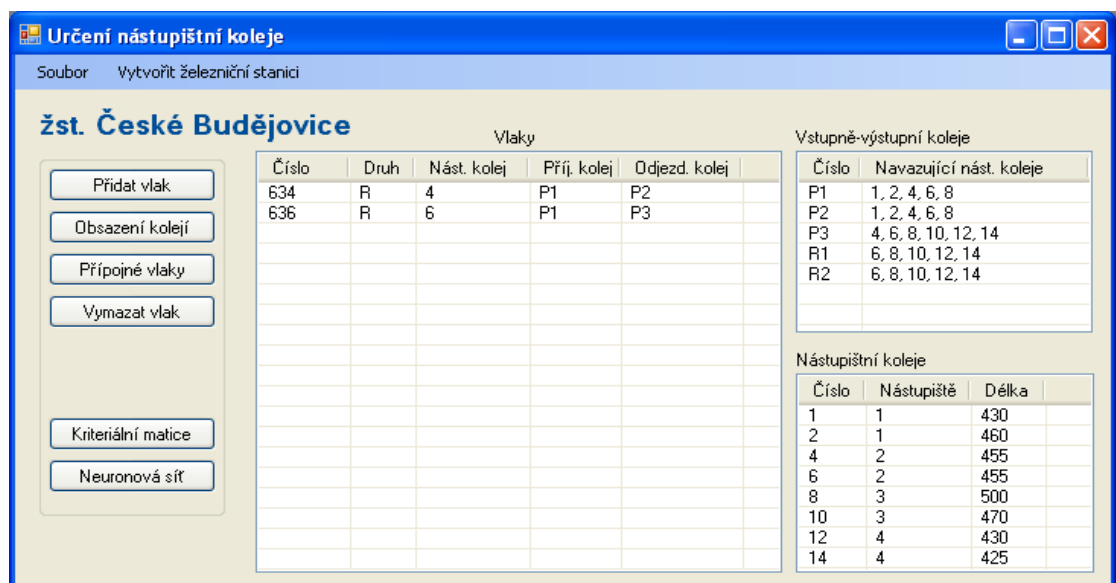 Určení nástupištní koleje
Soubor Vytvořit železniční stanici
žst. České Budějovice
Přidat vlak
Obsazení kolejí
Přípojné vlaky
Vymazat vlak
Kriteriální matice
Neuronová síť
Vlaky
Číslo Druh Nást. kolej Příj. kolej Odjezd. kolej
634 R 4 P1 P2
636 R 6 P1 P3
Vstupně-výstupní koleje
Číslo Navazující nást. koleje
P1 1, 2, 4, 6, 8
P2 1, 2, 4, 6, 8
P3 4, 6, 8, 10, 12, 14
R1 6, 8, 10, 12, 14
R2 6, 8, 10, 12, 14
Nástupištní koleje
Číslo Nástupiště Délka
1 1 430
2 1 460
4 2 455
6 2 455
8 3 500
10 3 470
12 4 430
14 4 425